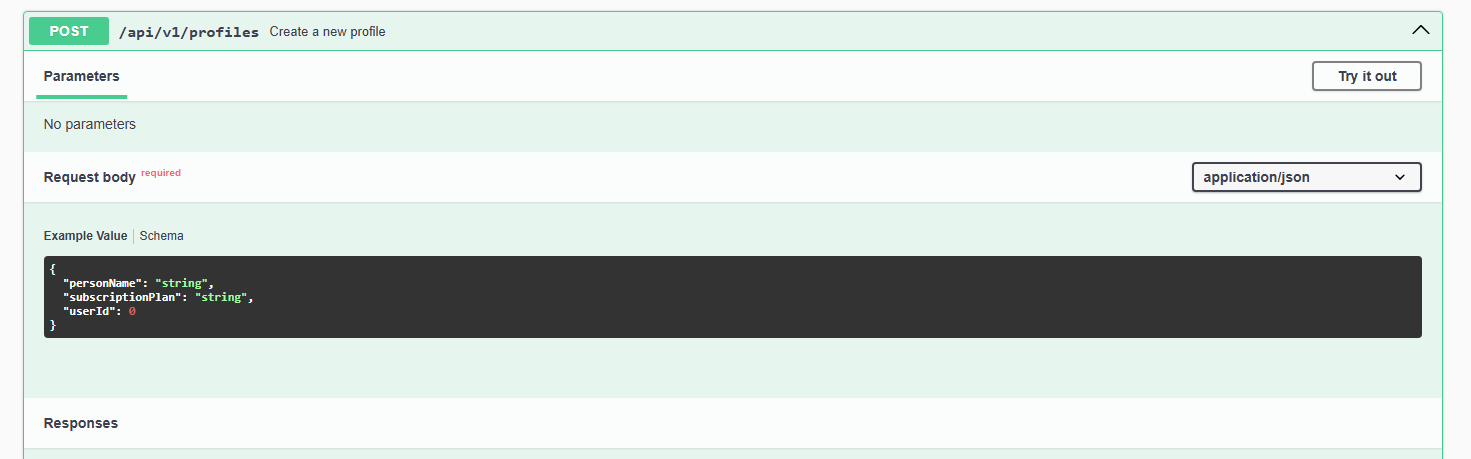 POST /api/v1/profiles Create a new profile
Parameters Try it out
No parameters
Request body required application/json
Example Value Schema
{
"personName": "string",
"subscriptionPlan": "string",
"userId": 0
}
Responses